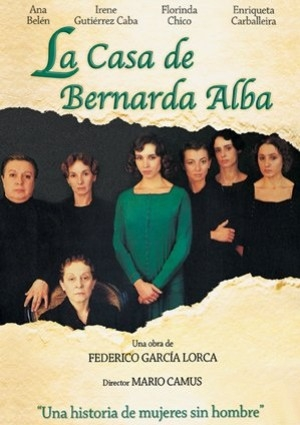 Ana Belén
Irene Gutiérrez Caba
Florinda Chico
Enriqueta Carballeira
La Casa de
Bernarda Alba
Una obra de
FEDERICO GARCÍA LORCA
Director MARIO CAMUS
"Una historia de mujeres sin hombre"